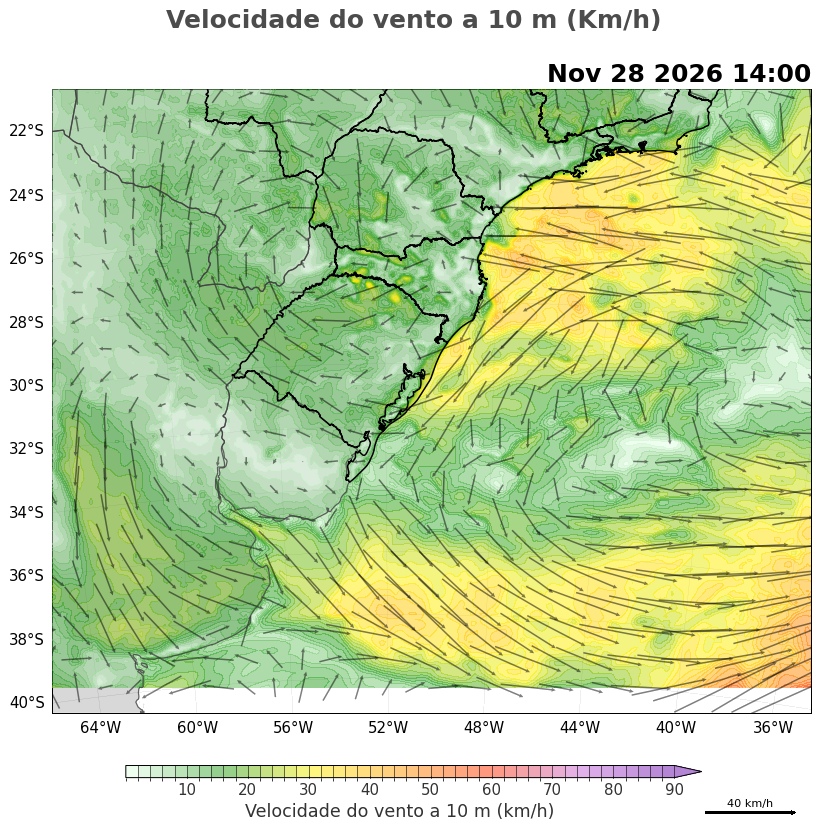 Velocidade do vento a 10 m (Km/h)
Nov 28 2026 14:00
22°S
24°S
26°S
28°S
30°S
32°S
34°S
36°S
38°S
40°S
64°W 60°W 56°W 52°W 48°W 44°W 40°W 36°W
10 20 30 40 50 60 70 80 90
Velocidade do vento a 10 m (km/h)
40 km/h